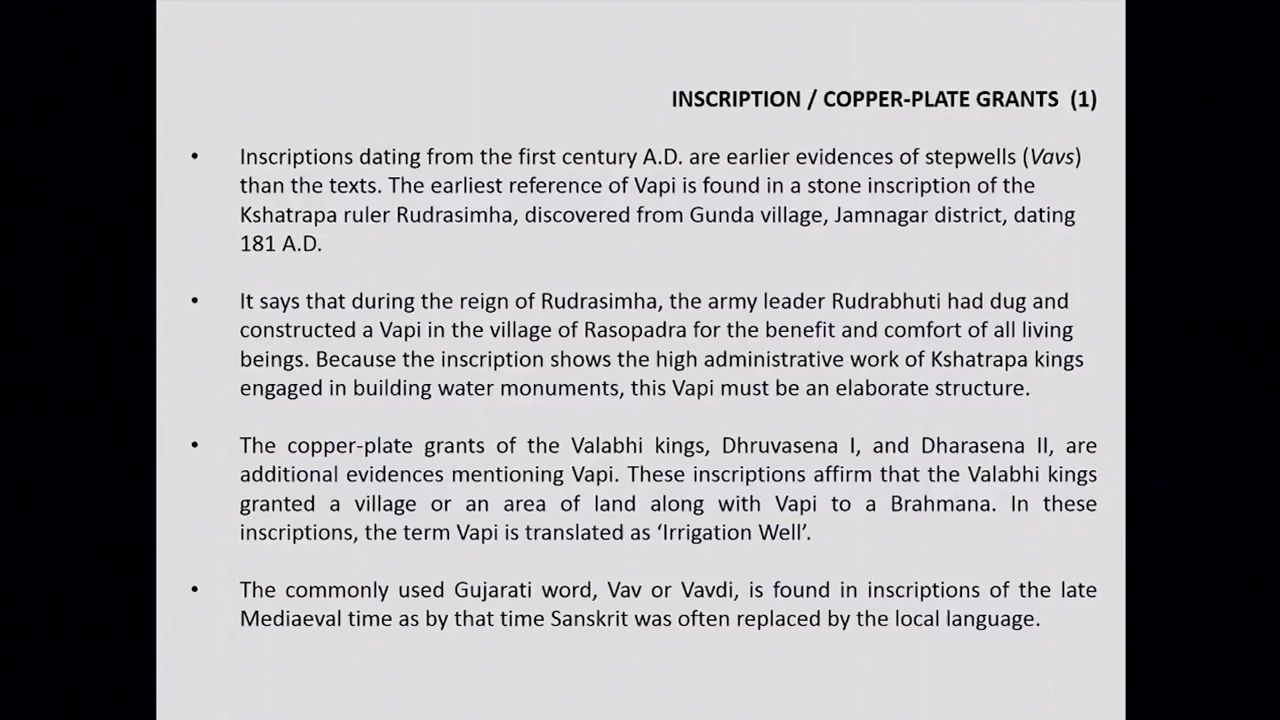 INSCRIPTION / COPPER-PLATE GRANTS (1)
• Inscriptions dating from the first century A.D. are earlier evidences of stepwells (Vavs)
than the texts. The earliest reference of Vapi is found in a stone inscription of the
Kshatrapa ruler Rudrasimha, discovered from Gunda village, Jamnagar district, dating
181 A.D.
• It says that during the reign of Rudrasimha, the army leader Rudrabhuti had dug and
constructed a Vapi in the village of Rasopadra for the benefit and comfort of all living
beings. Because the inscription shows the high administrative work of Kshatrapa kings
engaged in building water monuments, this Vapi must be an elaborate structure.
• The copper-plate grants of the Valabhi kings, Dhruvasena I, and Dharasena II, are
additional evidences mentioning Vapi. These inscriptions affirm that the Valabhi kings
granted a village or an area of land along with Vapi to a Brahmana. In these
inscriptions, the term Vapi is translated as ‘Irrigation Well’.
• The commonly used Gujarati word, Vav or Vavdi, is found in inscriptions of the late
Mediaeval time as by that time Sanskrit was often replaced by the local language.